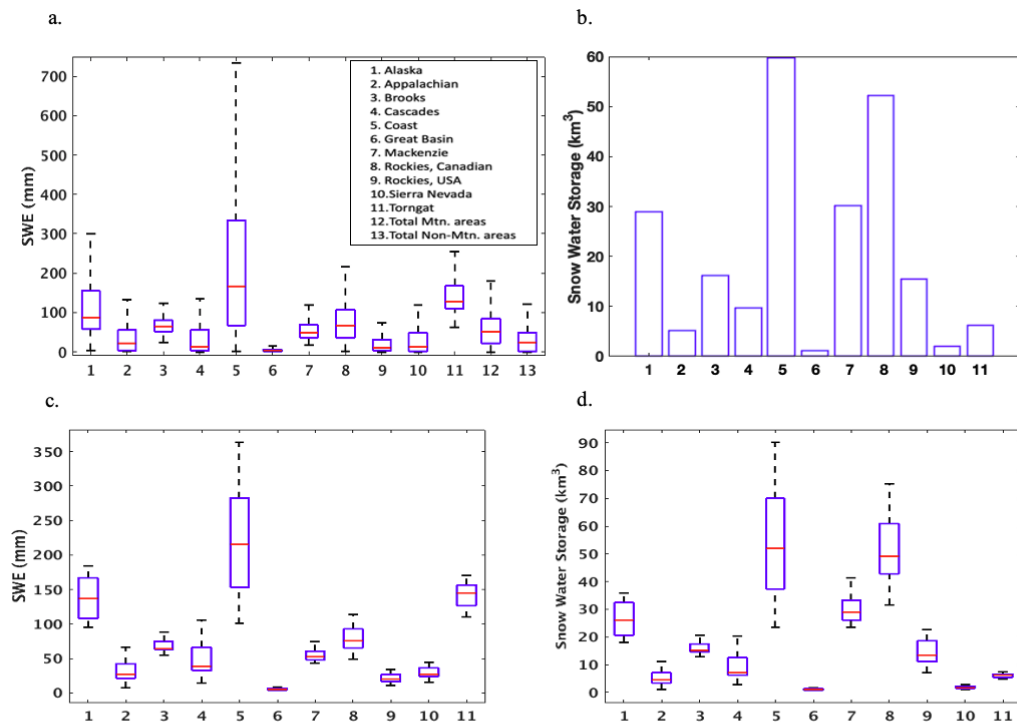 a.
b.
SWE (mm)
700
600
500
400
300
200
100
0
1 2 3 4 5 6 7 8 9 10 11 12 13
1. Alaska
2. Appalachian
3. Brooks
4. Cascades
5. Coast
6. Great Basin
7. Mackenzie
8. Rockies, Canadian
9. Rockies, USA
10.Sierra Nevada
11.Torngat
12.Total Mtn. areas
13.Total Non-Mtn. areas
Snow Water Storage (km³)
60
50
40
30
20
10
0
1 2 3 4 5 6 7 8 9 10 11
c.
d.
SWE (mm)
350
300
250
200
150
100
50
0
1 2 3 4 5 6 7 8 9 10 11
Snow Water Storage (km³)
90
80
70
60
50
40
30
20
10
0
1 2 3 4 5 6 7 8 9 10 11